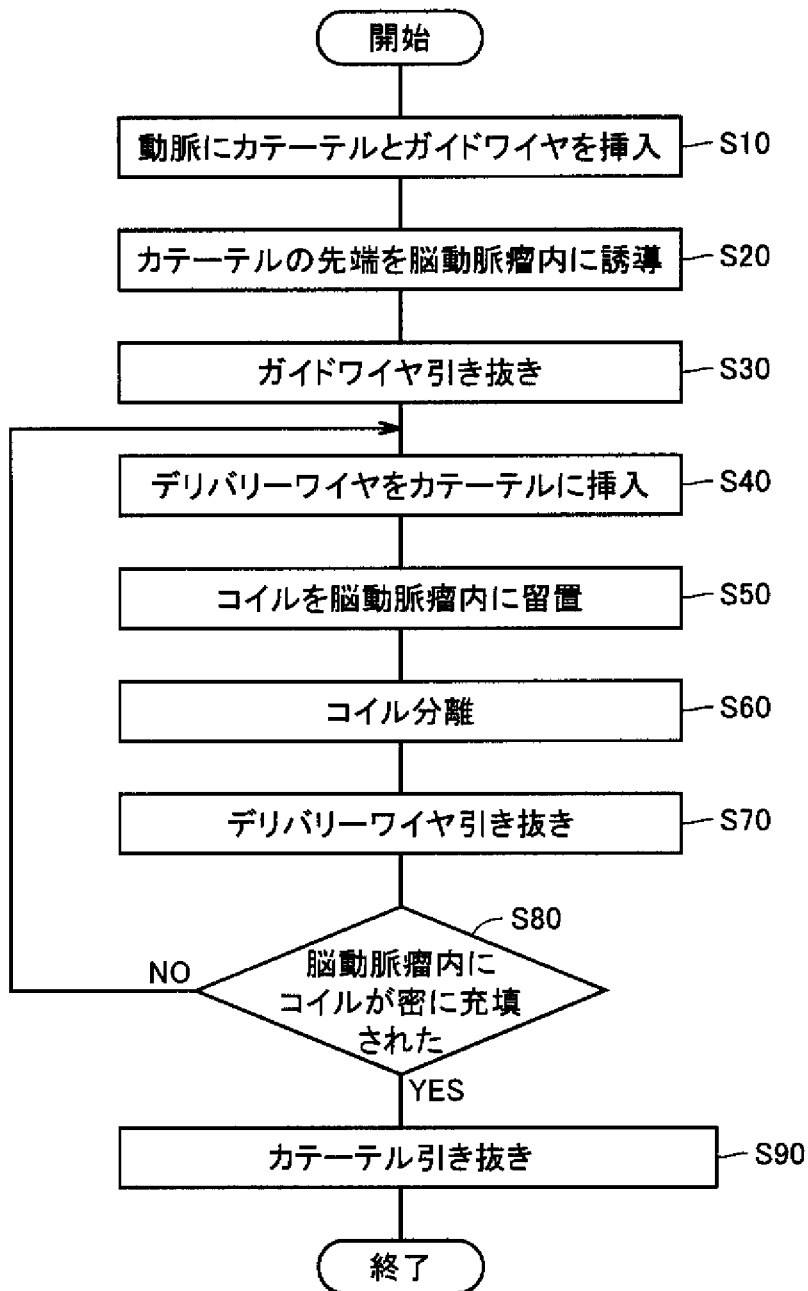 開始
動脈にカテーテルとガイドワイヤを挿入
S10
カテーテルの先端を脳動脈瘤内に誘導
S20
ガイドワイヤ引き抜き
S30
デリバリーワイヤをカテーテルに挿入
S40
コイルを脳動脈瘤内に留置
S50
コイル分離
S60
デリバリーワイヤ引き抜き
S70
S80
脳動脈瘤内に
コイルが密に充填
された
NO
YES
カテーテル引き抜き
S90
終了